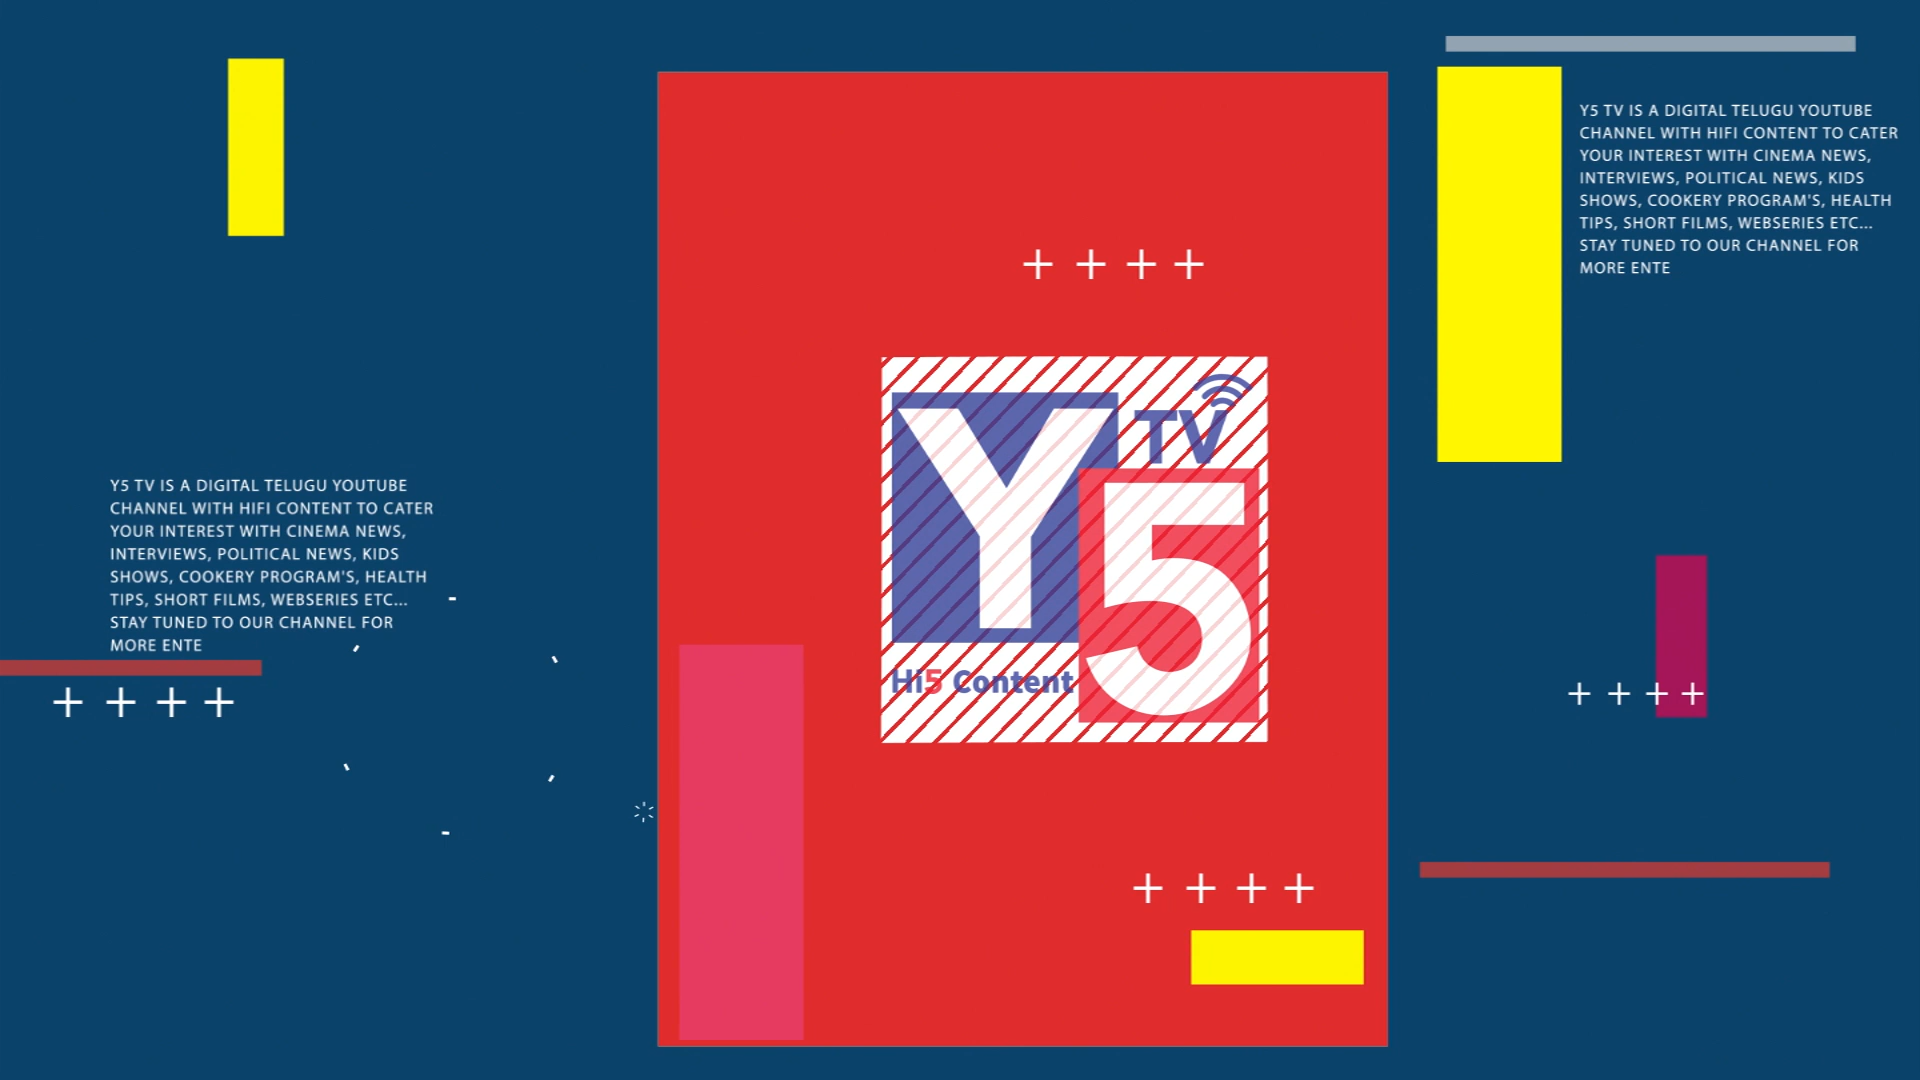 Y5 TV IS A DIGITAL TELUGU YOUTUBE
CHANNEL WITH HIFI CONTENT TO CATER
YOUR INTEREST WITH CINEMA NEWS,
INTERVIEWS, POLITICAL NEWS, KIDS
SHOWS, COOKERY PROGRAM'S, HEALTH
TIPS, SHORT FILMS, WEBSERIES ETC...
STAY TUNED TO OUR CHANNEL FOR
MORE ENTE
Y TV
5
Hi5 Content
Y5 TV IS A DIGITAL TELUGU YOUTUBE
CHANNEL WITH HIFI CONTENT TO CATER
YOUR INTEREST WITH CINEMA NEWS,
INTERVIEWS, POLITICAL NEWS, KIDS
SHOWS, COOKERY PROGRAM'S, HEALTH
TIPS, SHORT FILMS, WEBSERIES ETC...
STAY TUNED TO OUR CHANNEL FOR
MORE ENTE